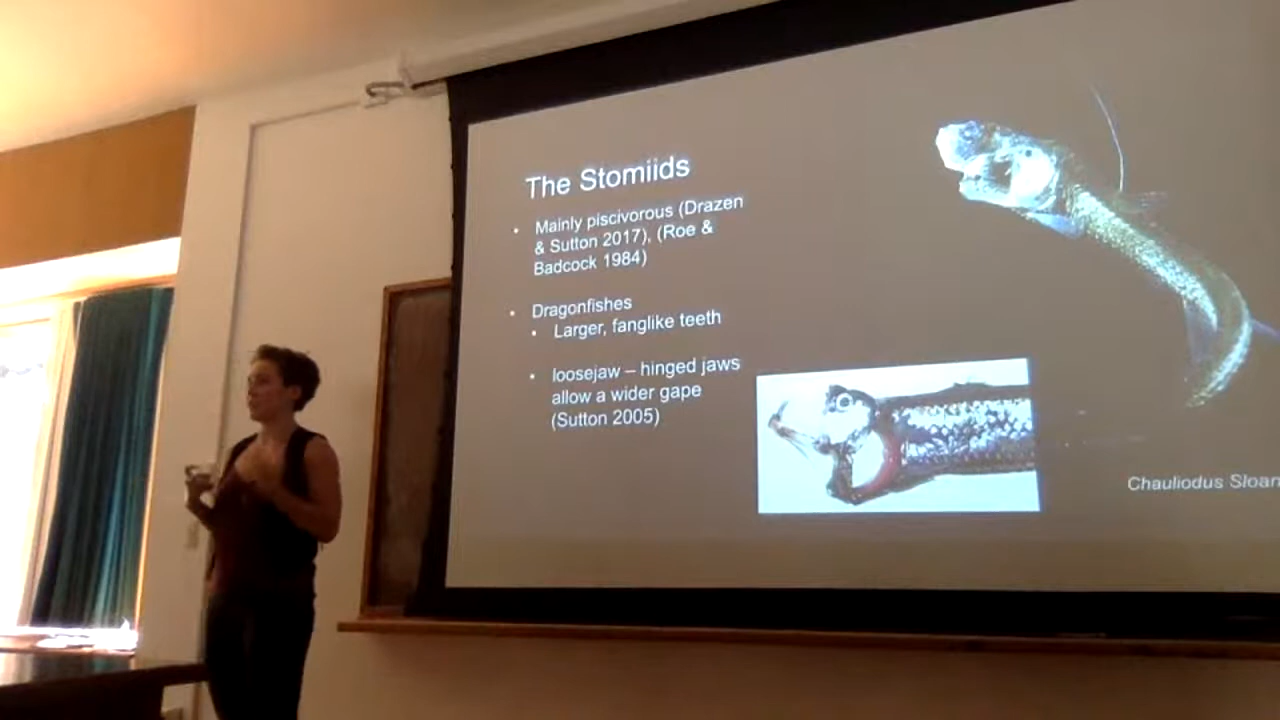 The Stomiids
• Mainly piscivorous (Drazen
& Sutton 2017), (Roe &
Badcock 1984)
• Dragonfishes
• Larger, fanglike teeth
• loosejaw – hinged jaws
allow a wider gape
(Sutton 2005)
Chauliodus Sloan